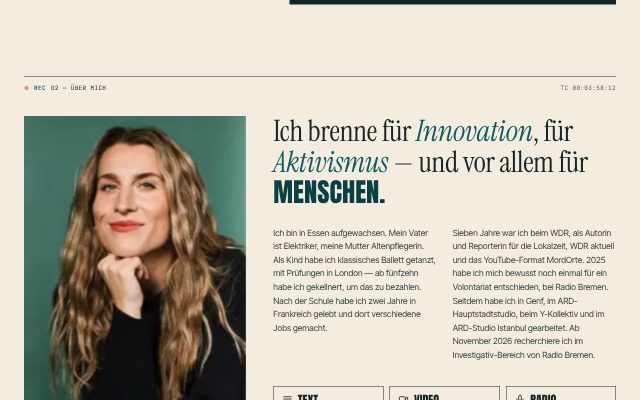 REC 02 — ÜBER MICH
TC 00:03:58:12
Ich brenne für Innovation, für
Aktivismus — und vor allem für
MENSCHEN.
Ich bin in Essen aufgewachsen. Mein Vater
ist Elektriker, meine Mutter Altenpflegerin.
Als Kind habe ich klassisches Ballett getanzt,
mit Prüfungen in London — ab fünfzehn
habe ich gekellnert, um das zu bezahlen.
Nach der Schule habe ich zwei Jahre in
Frankreich gelebt und dort verschiedene
Jobs gemacht.
Sieben Jahre war ich beim WDR, als Autorin
und Reporterin für die Lokalzeit, WDR aktuell
und das YouTube-Format MordOrte. 2025
habe ich mich bewusst noch einmal für ein
Volontariat entschieden, bei Radio Bremen.
Seitdem habe ich in Genf, im ARD-
Hauptstadtstudio, beim Y-Kollektiv und im
ARD-Studio Istanbul gearbeitet. Ab
November 2026 recherchiere ich im
Investigativ-Bereich von Radio Bremen.
TEXT
VIDEO
RADIO